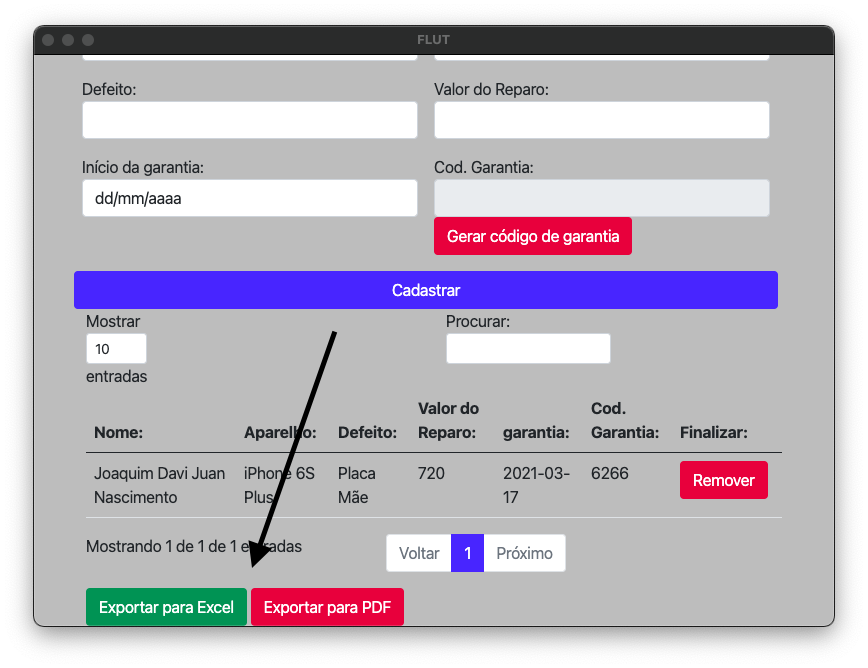 FLUT
Defeito:
Valor do Reparo:
Início da garantia:
Cod. Garantia:
dd/mm/aaaa
Gerar código de garantia
Cadastrar
Mostrar
Procurar:
10
entradas
Nome:
Aparelho:
Defeito:
Valor do
Reparo:
garantia:
Cod.
Garantia:
Finalizar:
Joaquim Davi Juan
Nascimento
iPhone 6S
Plus
Placa
Mãe
720
2021-03-
17
6266
Remover
Mostrando 1 de 1 de 1 entradas
Voltar
1
Próximo
Exportar para Excel
Exportar para PDF